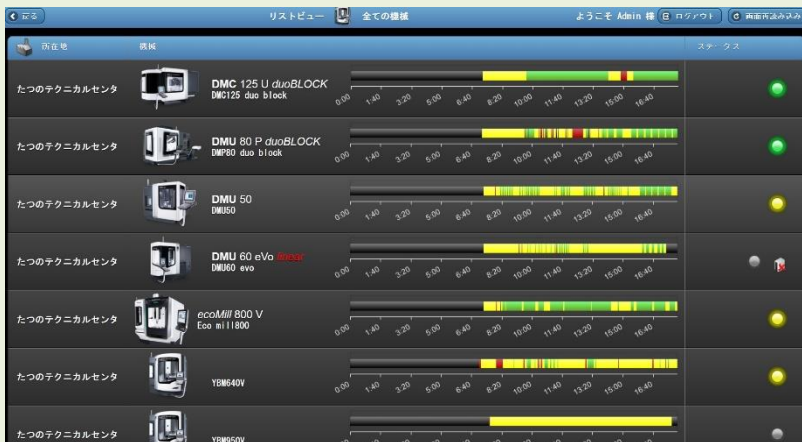 戻る リストビュー 全ての機械 ようこそ Admin 様 ログアウト 画面再読み込み
所在地 機械 ステータス
たつのテクニカルセンタ DMC 125 U duoBLOCK
DMC125 duo block
0:00 1:40 3:20 5:00 6:40 8:20 10:00 11:40 13:20 15:00 16:40
たつのテクニカルセンタ DMU 80 P duoBLOCK
DMP80 duo block
0:00 1:40 3:20 5:00 6:40 8:20 10:00 11:40 13:20 15:00 16:40
たつのテクニカルセンタ DMU 50
DMU50
0:00 1:40 3:20 5:00 6:40 8:20 10:00 11:40 13:20 15:00 16:40
たつのテクニカルセンタ DMU 60 eVo linear
DMU60 evo
0:00 1:40 3:20 5:00 6:40 8:20 10:00 11:40 13:20 15:00 16:40
たつのテクニカルセンタ ecoMill 800 V
Eco mill800
0:00 1:40 3:20 5:00 6:40 8:20 10:00 11:40 13:20 15:00 16:40
たつのテクニカルセンタ YBM640V
0:00 1:40 3:20 5:00 6:40 8:20 10:00 11:40 13:20 15:00 16:40
たつのテクニカルセンタ YBM950V